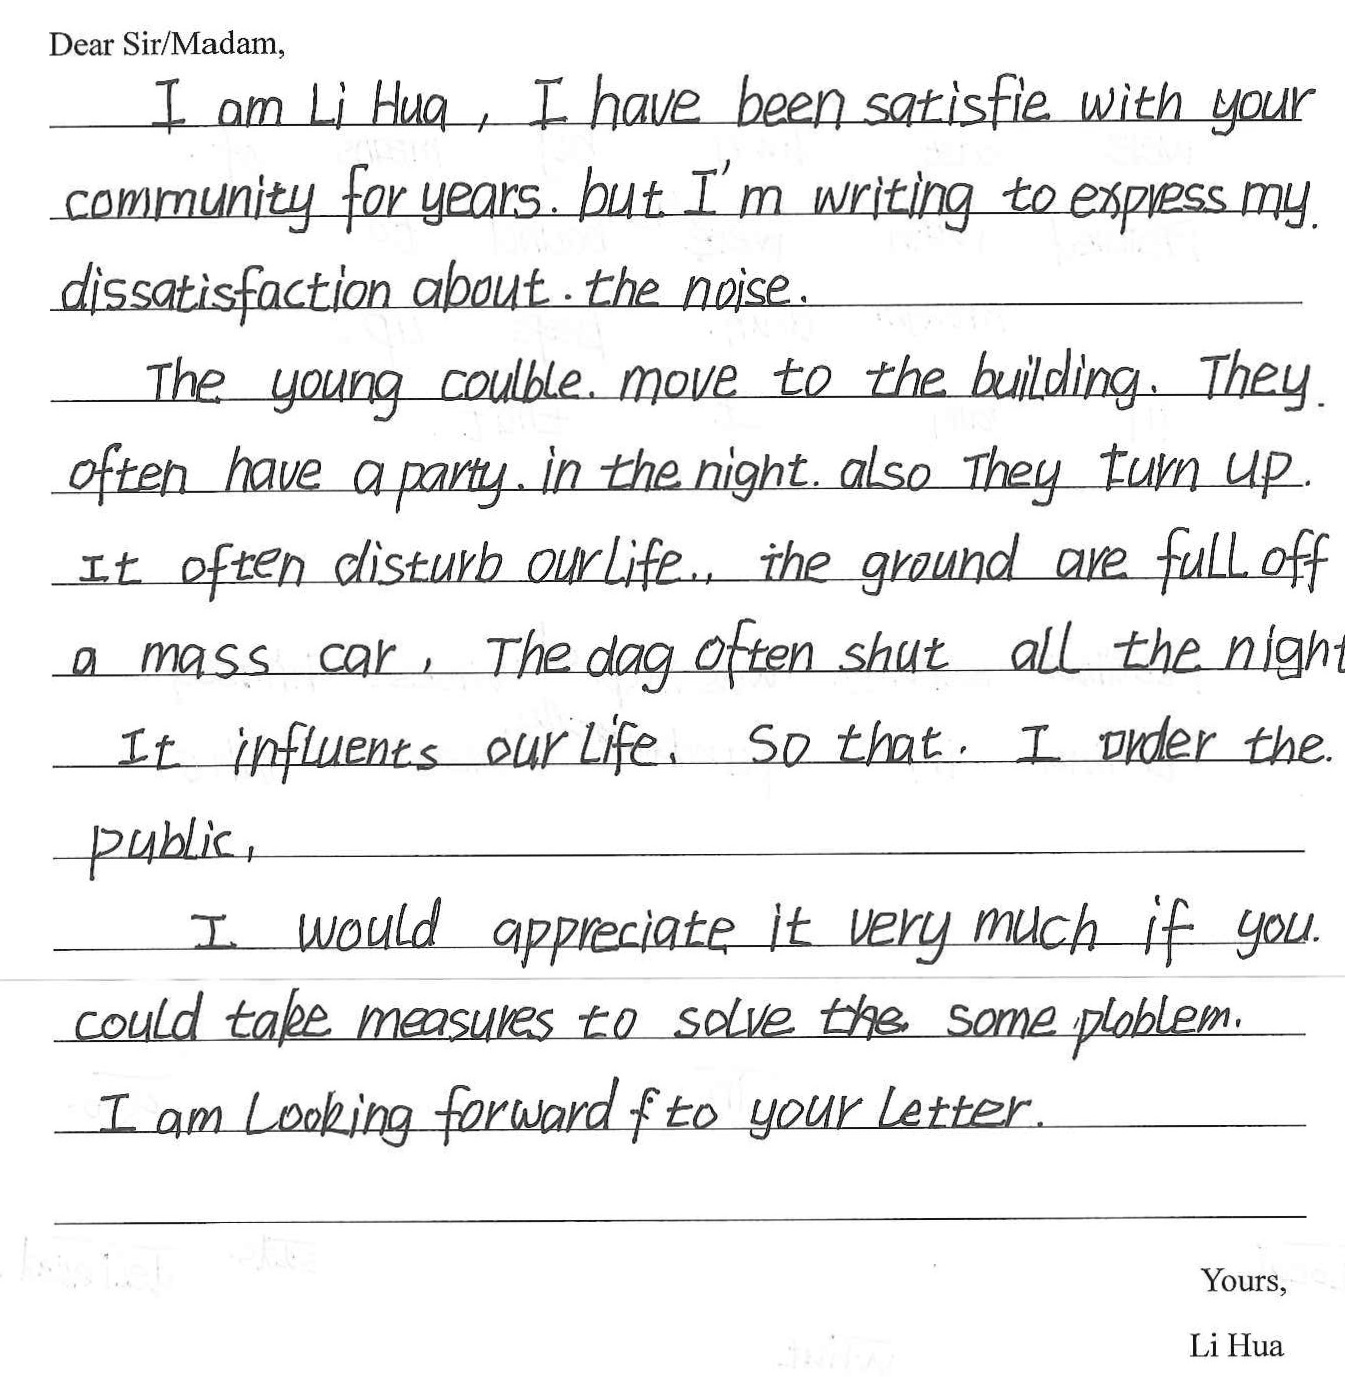 Dear Sir/Madam,
I am Li Hua , I have been satisfie with your
community for years. but I'm writing to express my.
dissatisfaction about. the noise.
The young coulble. move to the building. They.
often have a party. in the night. also They turn up.
It often disturb our life., the ground are full off
a mass car , The dag often shut all the night
It influents our life. So that. I order the.
public,
I would appreciate it very much if you.
could take measures to solve the some ploblem.
I am Looking forward f to your Letter.
Yours,
Li Hua